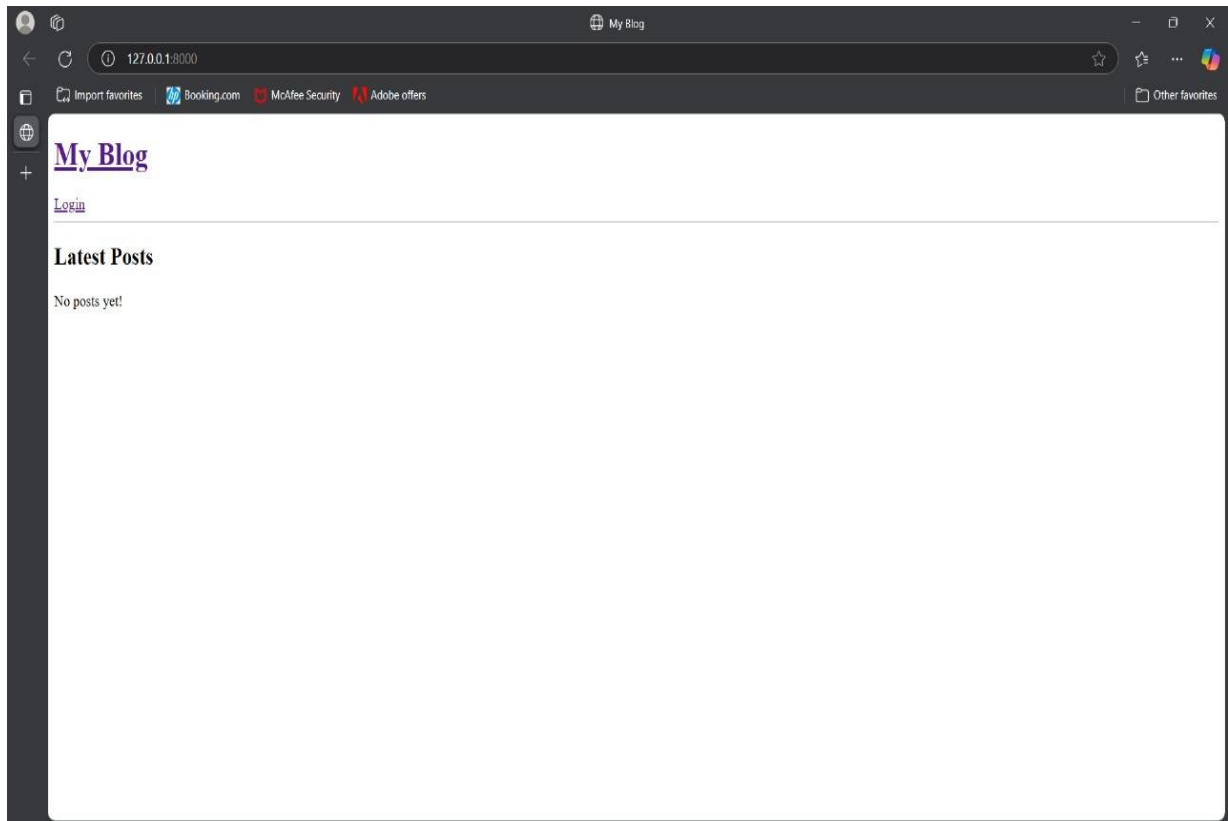 My Blog
127.0.0.1:8000
Import favorites
Booking.com
McAfee Security
Adobe offers
Other favorites
My Blog
Login
Latest Posts
No posts yet!